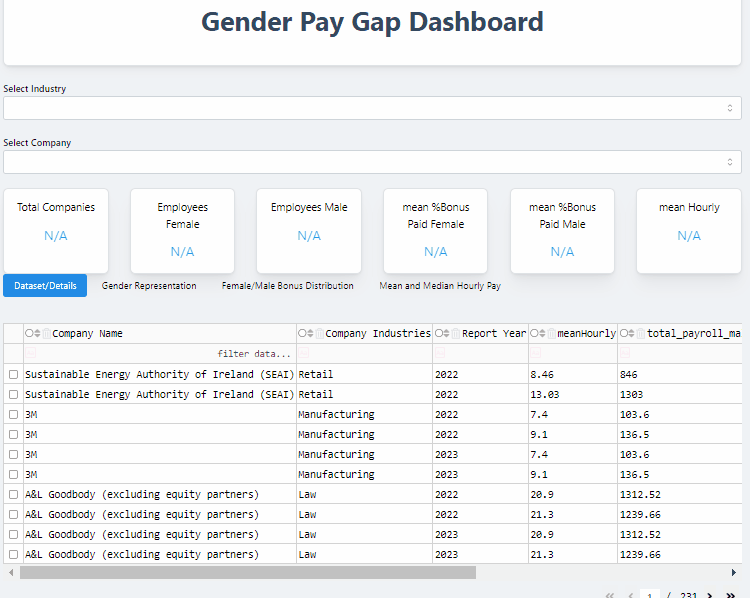 Gender Pay Gap Dashboard
Select Industry
Select Company
Total Companies
N/A
Employees
Female
N/A
Employees Male
N/A
mean %Bonus
Paid Female
N/A
mean %Bonus
Paid Male
N/A
mean Hourly
N/A
Dataset/Details Gender Representation Female/Male Bonus Distribution Mean and Median Hourly Pay
Company Name Company Industries Report Year meanHourly total_payroll_ma
filter data...
Sustainable Energy Authority of Ireland (SEAI) Retail 2022 8.46 846
Sustainable Energy Authority of Ireland (SEAI) Retail 2022 13.03 1303
3M Manufacturing 2022 7.4 103.6
3M Manufacturing 2022 9.1 136.5
3M Manufacturing 2023 7.4 103.6
3M Manufacturing 2023 9.1 136.5
A&L Goodbody (excluding equity partners) Law 2022 20.9 1312.52
A&L Goodbody (excluding equity partners) Law 2022 21.3 1239.66
A&L Goodbody (excluding equity partners) Law 2023 20.9 1312.52
A&L Goodbody (excluding equity partners) Law 2023 21.3 1239.66
1 / 231